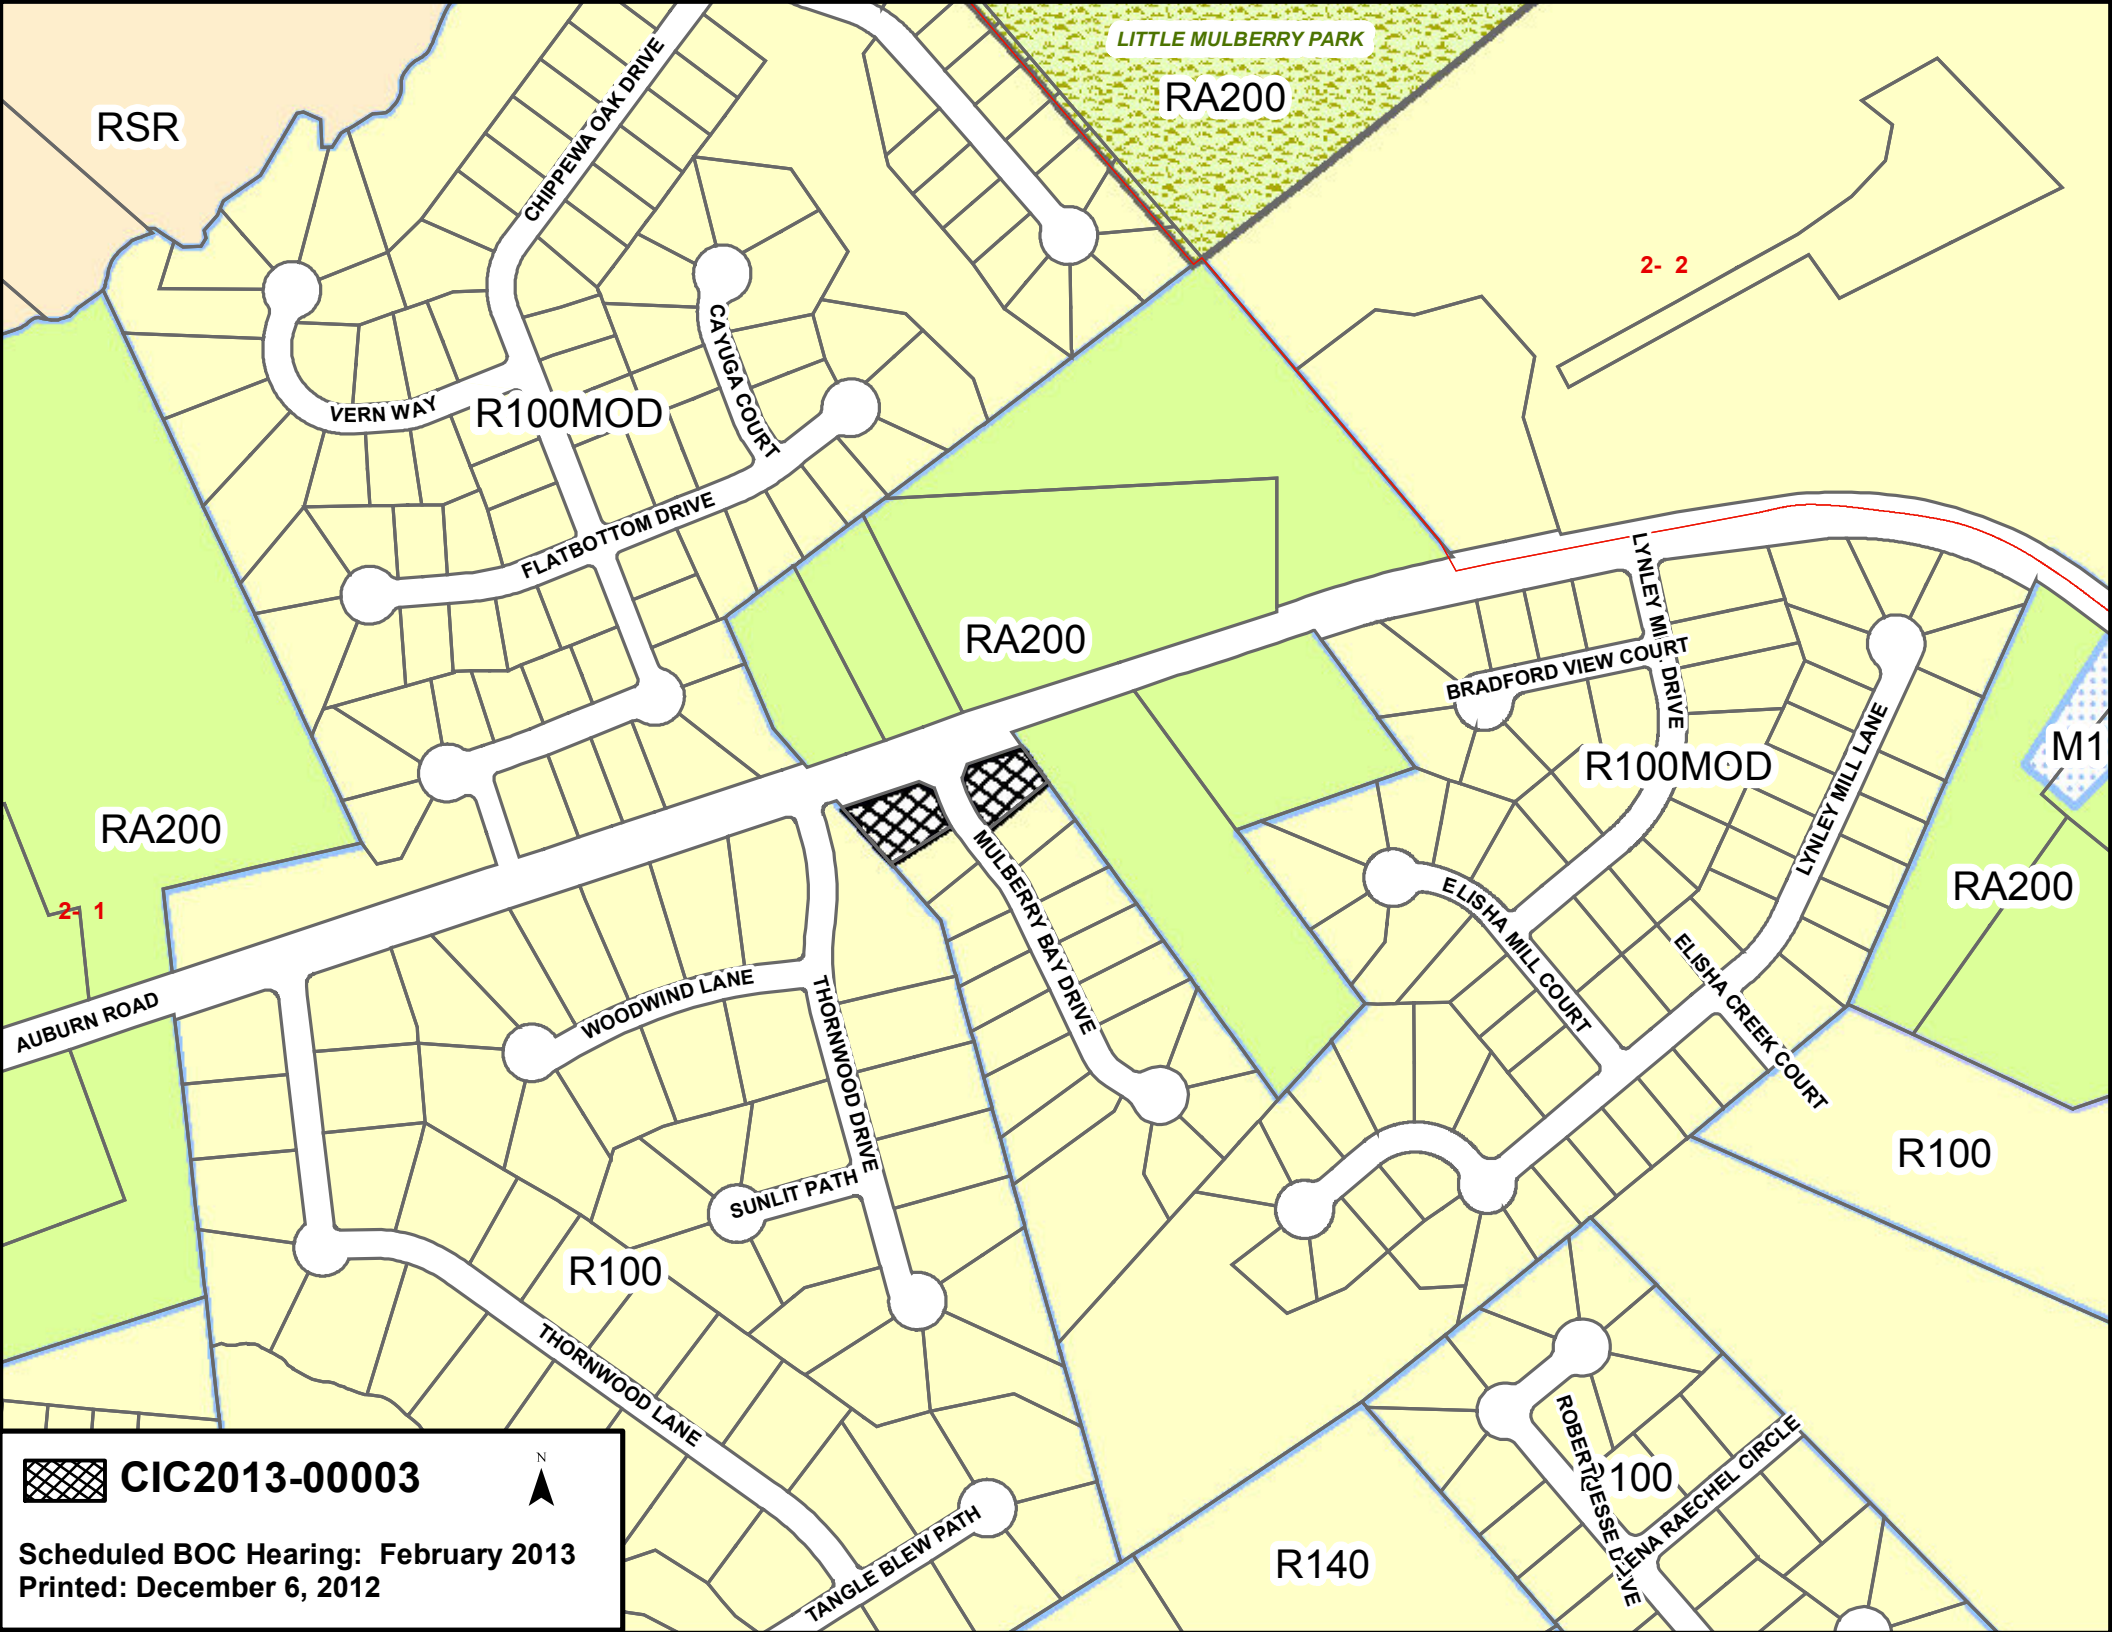 LITTLE MULBERRY PARK
RA200
RSR
CHIPPEWA OAK DRIVE
2- 2
CAYUGA COURT
VERN WAY
R100MOD
FLATBOTTOM DRIVE
RA200
LYNLEY MILL DRIVE
BRADFORD VIEW COURT
R100MOD
M1
LYNLEY MILL LANE
RA200
2- 1
MULBERRY BAY DRIVE
ELISHA MILL COURT
RA200
ELISHA CREEK COURT
AUBURN ROAD
WOODWIND LANE
THORNWOOD DRIVE
R100
SUNLIT PATH
R100
THORNWOOD LANE
ROBERT JESSE DRIVE
100
ENA RAECHEL CIRCLE
TANGLE BLEW PATH
R140
N
CIC2013-00003
Scheduled BOC Hearing: February 2013
Printed: December 6, 2012